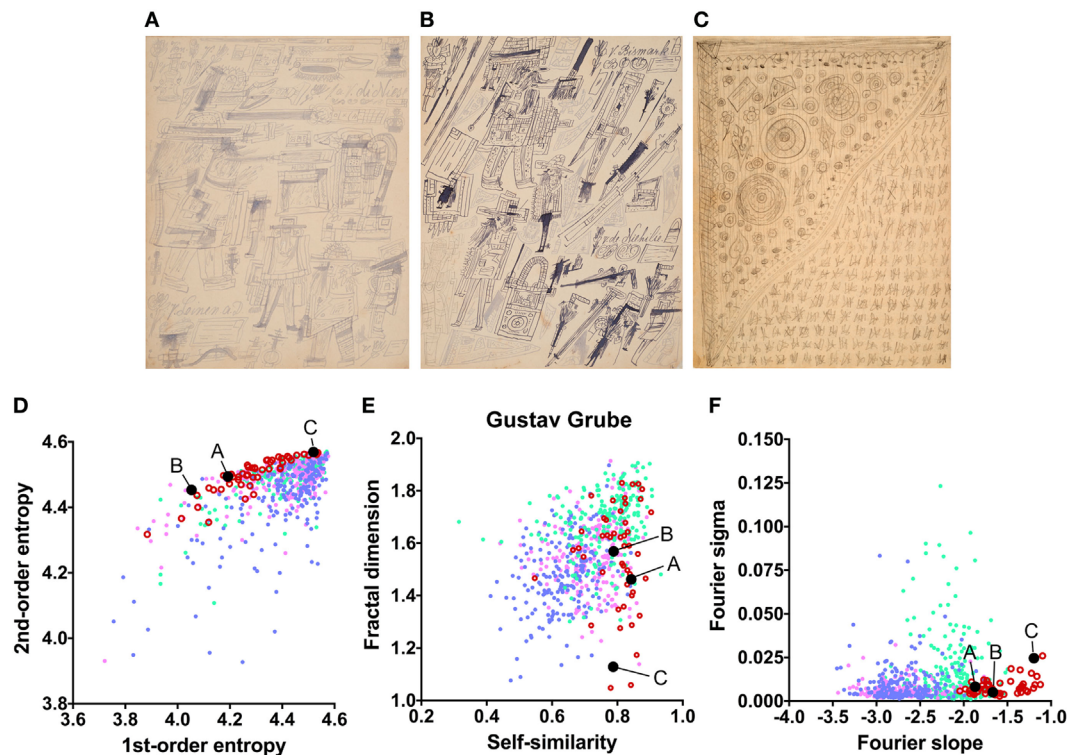 A
B
C
v. Bismark
D
E
F
Gustav Grube
2nd-order entropy
4.6
4.4
4.2
4.0
3.8
3.6
4.0
4.2
4.4
4.6
1st-order entropy
B
A
C
Fractal dimension
2.0
1.8
1.6
1.4
1.2
1.0
0.2
0.4
0.6
0.8
1.0
Self-similarity
B
A
C
Fourier sigma
0.150
0.125
0.100
0.075
0.050
0.025
0.000
-4.0
-3.5
-3.0
-2.5
-2.0
-1.5
-1.0
Fourier slope
A
B
C